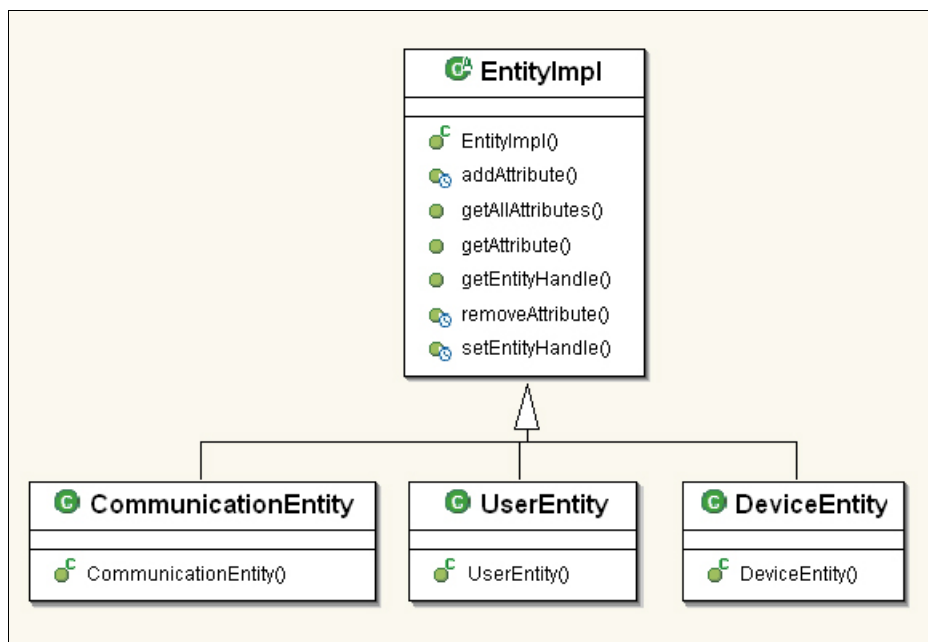 EntityImpl
EntityImpl()
addAttribute()
getAllAttributes()
getAttribute()
getEntityHandle()
removeAttribute()
setEntityHandle()
CommunicationEntity
UserEntity
DeviceEntity
CommunicationEntity()
UserEntity()
DeviceEntity()